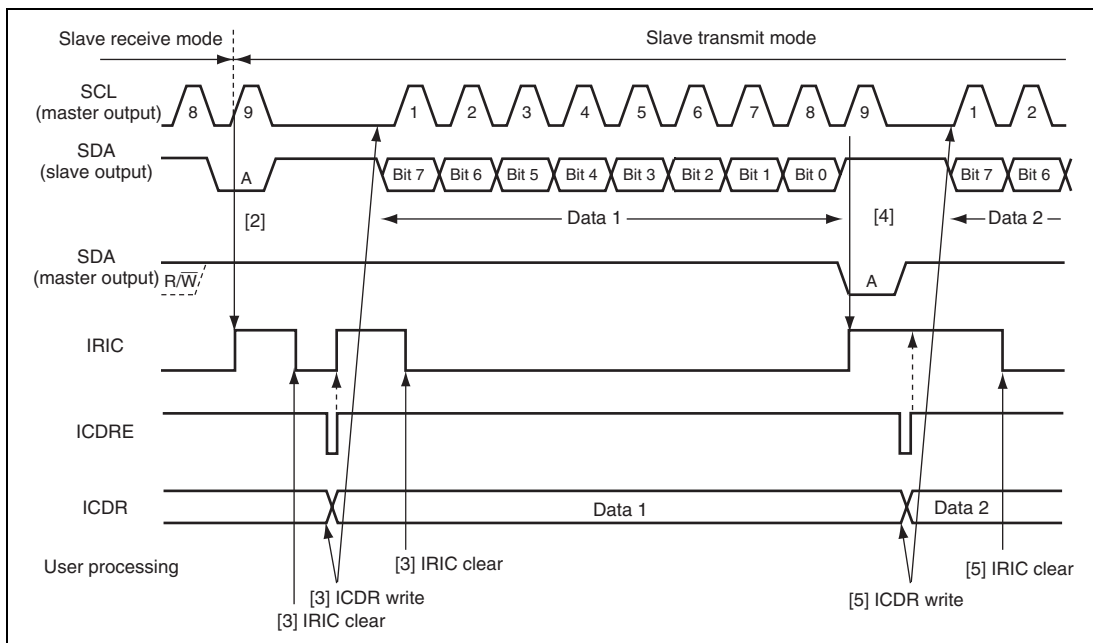 Slave receive mode
Slave transmit mode
SCL
(master output)
8 9 1 2 3 4 5 6 7 8 9 1 2
SDA
(slave output)
A
Bit 7 Bit 6 Bit 5 Bit 4 Bit 3 Bit 2 Bit 1 Bit 0 Bit 7 Bit 6
[2]
Data 1
[4]
Data 2
SDA
(master output)
R/W̅
A
IRIC
ICDRE
ICDR
Data 1
Data 2
User processing
[3] IRIC clear
[5] IRIC clear
[3] ICDR write
[5] ICDR write
[3] IRIC clear